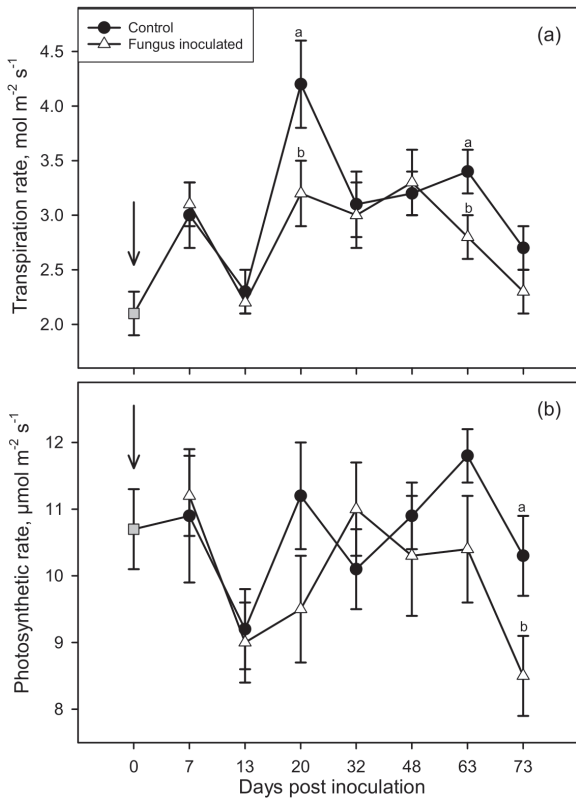 Control
Fungus inoculated
(a)
Transpiration rate, mol m-2 s-1
4.5
4.0
3.5
3.0
2.5
2.0
a
b
a
b
(b)
Photosynthetic rate, µmol m-2 s-1
12
11
10
9
8
a
b
0 7 13 20 32 48 63 73
Days post inoculation